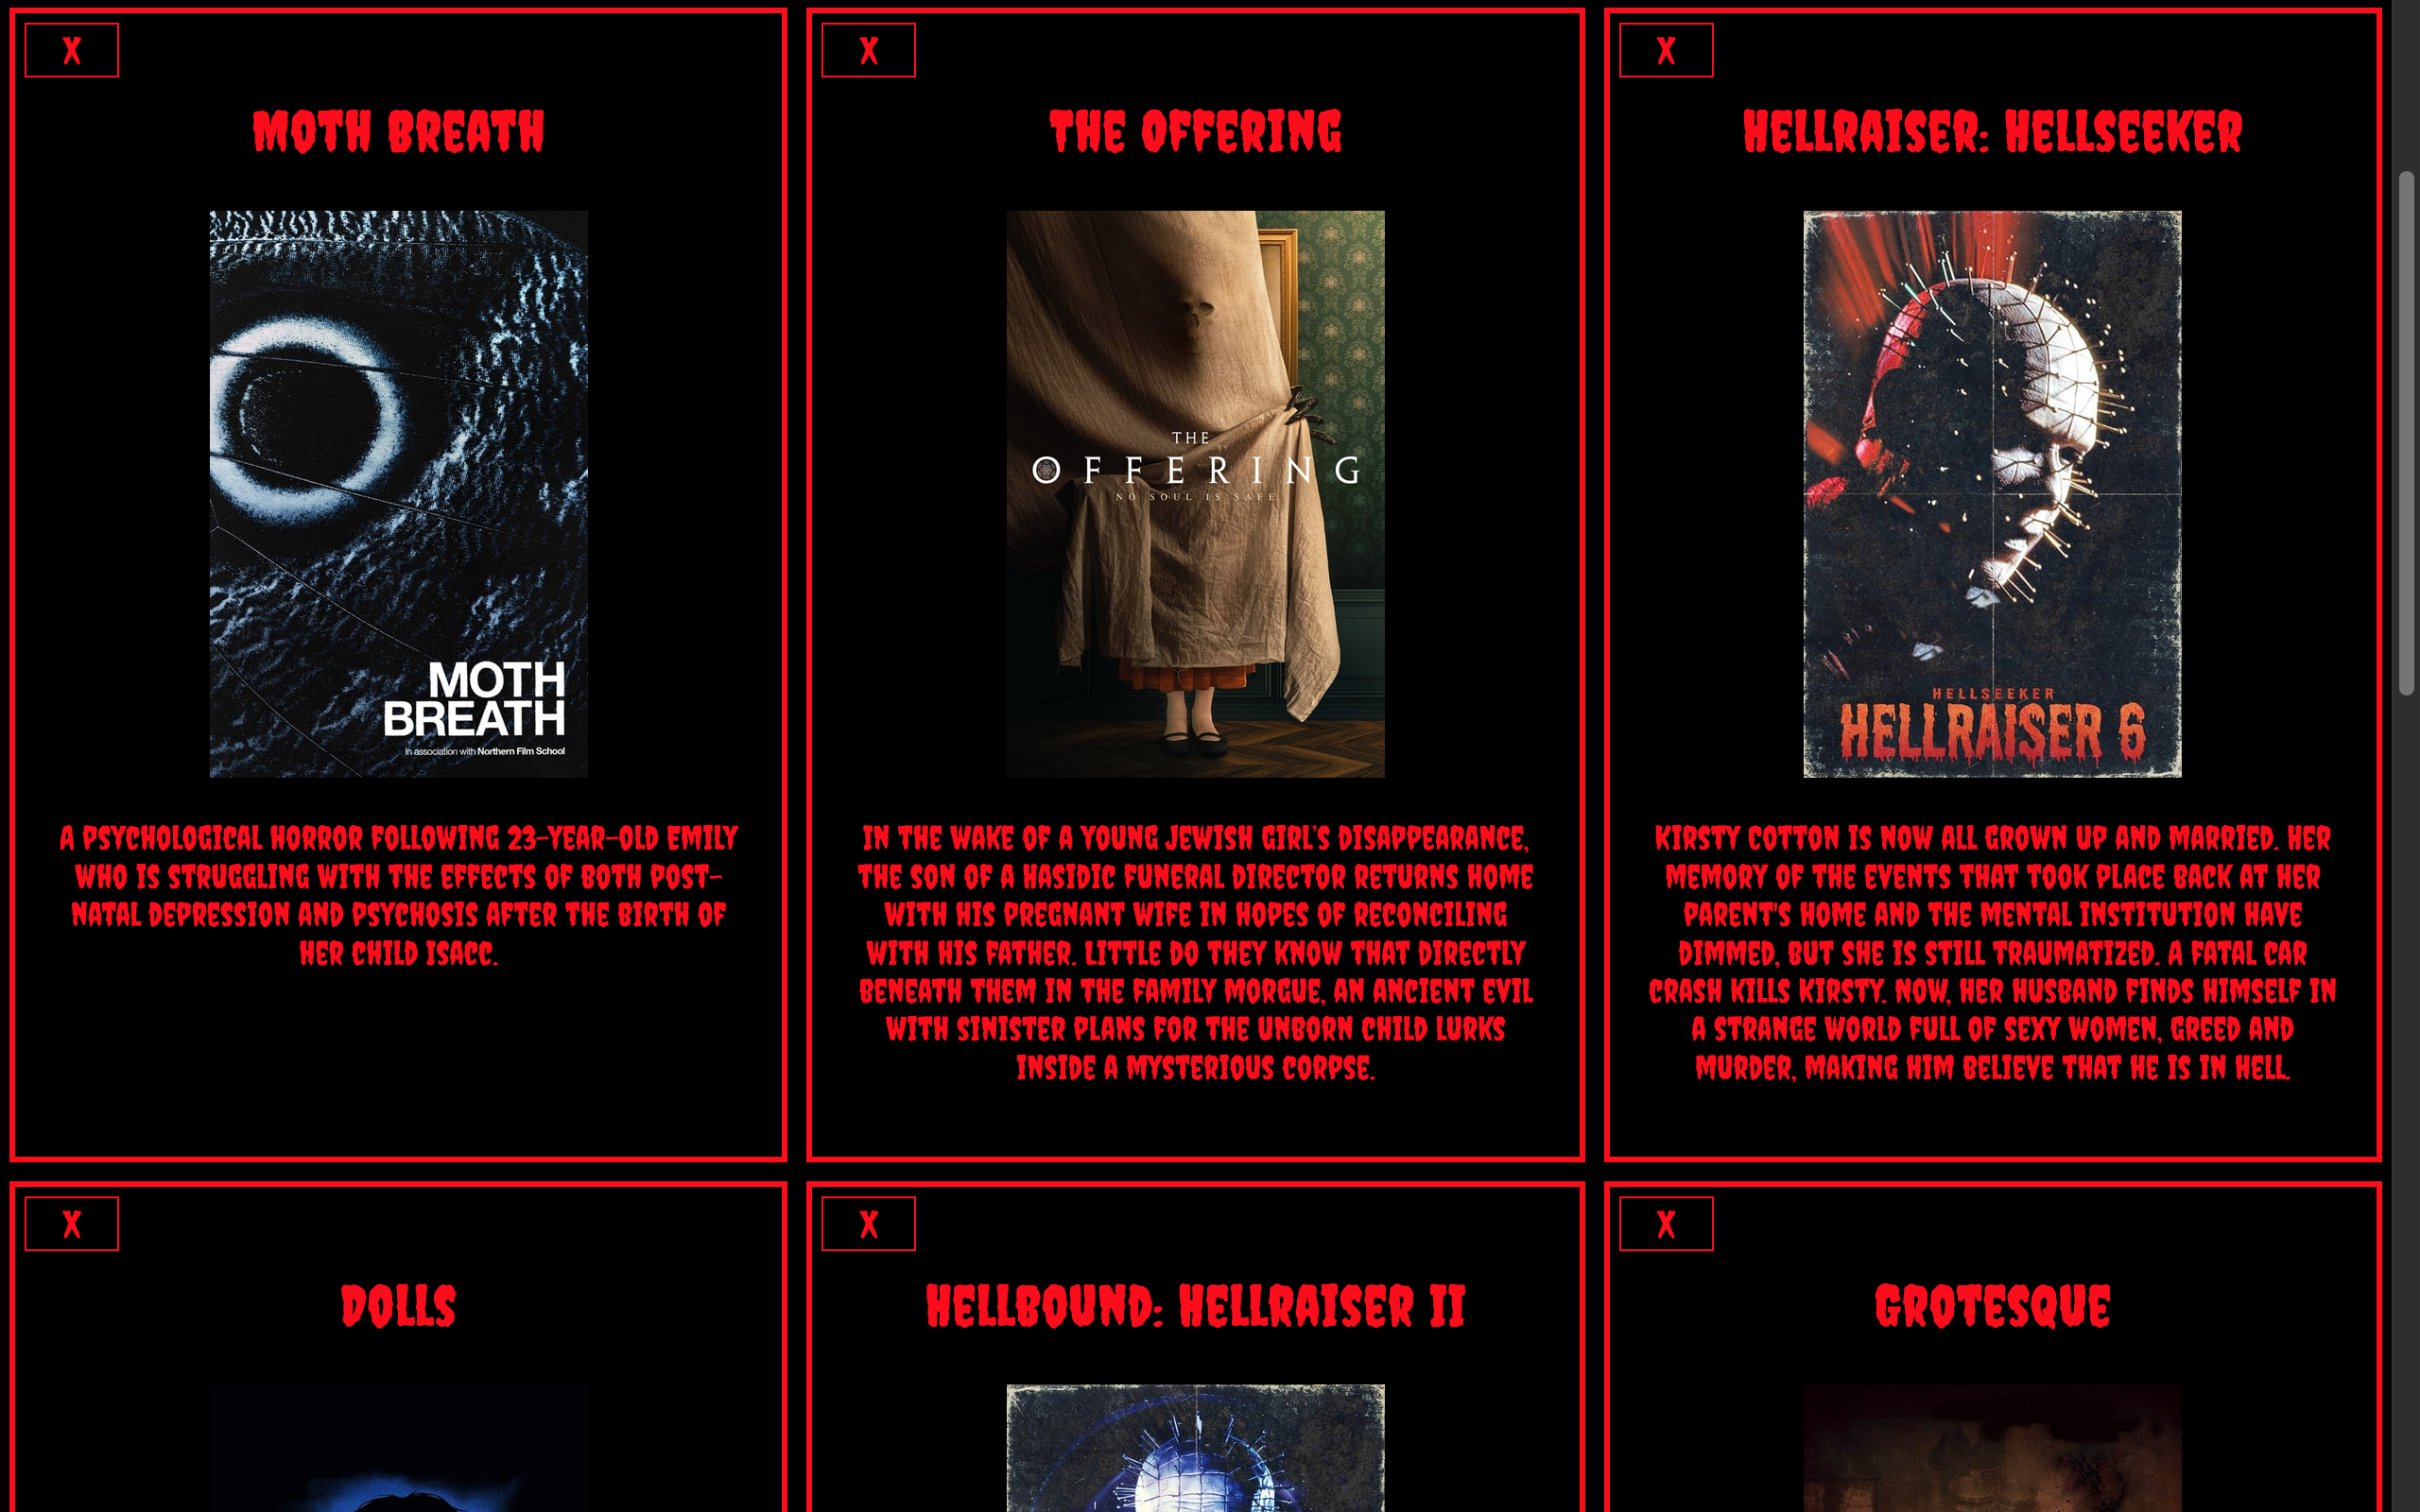 X
MOTH BREATH
MOTH
BREATH
In association with Northern Film School
A PSYCHOLOGICAL HORROR FOLLOWING 23-YEAR-OLD EMILY
WHO IS STRUGGLING WITH THE EFFECTS OF BOTH POST-
NATAL DEPRESSION AND PSYCHOSIS AFTER THE BIRTH OF
HER CHILD ISACC.
X
THE OFFERING
THE
OFFERING
NO SOUL IS SAFE
IN THE WAKE OF A YOUNG JEWISH GIRL'S DISAPPEARANCE,
THE SON OF A HASIDIC FUNERAL DIRECTOR RETURNS HOME
WITH HIS PREGNANT WIFE IN HOPES OF RECONCILING
WITH HIS FATHER. LITTLE DO THEY KNOW THAT DIRECTLY
BENEATH THEM IN THE FAMILY MORGUE, AN ANCIENT EVIL
WITH SINISTER PLANS FOR THE UNBORN CHILD LURKS
INSIDE A MYSTERIOUS CORPSE.
X
HELLRAISER: HELLSEEKER
HELLSEEKER
HELLRAISER 6
KIRSTY COTTON IS NOW ALL GROWN UP AND MARRIED. HER
MEMORY OF THE EVENTS THAT TOOK PLACE BACK AT HER
PARENT'S HOME AND THE MENTAL INSTITUTION HAVE
DIMMED, BUT SHE IS STILL TRAUMATIZED. A FATAL CAR
CRASH KILLS KIRSTY. NOW, HER HUSBAND FINDS HIMSELF IN
A STRANGE WORLD FULL OF SEXY WOMEN, GREED AND
MURDER, MAKING HIM BELIEVE THAT HE IS IN HELL.
X
DOLLS
X
HELLBOUND: HELLRAISER II
X
GROTESQUE